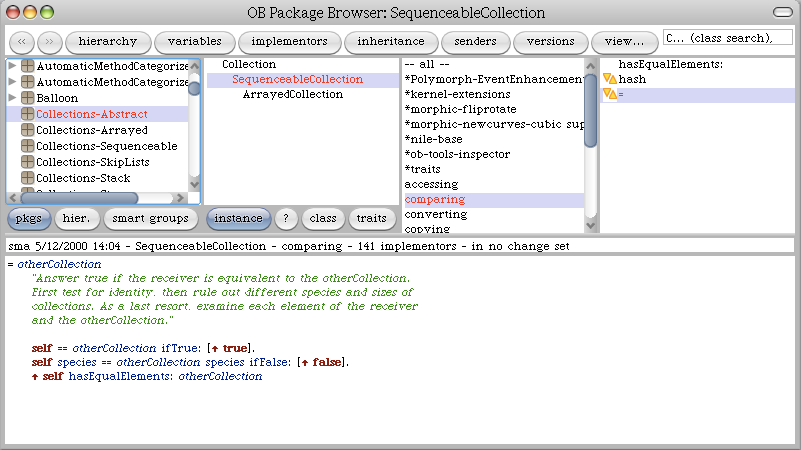 OB Package Browser: SequenceableCollection
<< >> hierarchy variables implementors inheritance senders versions view... C... (class search),
AutomaticMethodCategorize
AutomaticMethodCategorize
Balloon
Collections-Abstract
Collections-Arrayed
Collections-Sequenceable
Collections-SkipLists
Collections-Stack
pkgs hier. smart groups
Collection
SequenceableCollection
ArrayedCollection
instance ? class traits
-- all --
*Polymorph-EventEnhancement
*kernel-extensions
*morphic-fliprotate
*morphic-newcurves-cubic sup
*nile-base
*ob-tools-inspector
*traits
accessing
comparing
converting
copying
hasEqualElements:
hash
=
sma 5/12/2000 14:04 - SequenceableCollection - comparing - 141 implementors - in no change set
= otherCollection
"Answer true if the receiver is equivalent to the otherCollection.
First test for identity, then rule out different species and sizes of
collections. As a last resort, examine each element of the receiver
and the otherCollection."
self == otherCollection ifTrue: [↑ true].
self species == otherCollection species ifFalse: [↑ false].
↑ self hasEqualElements: otherCollection